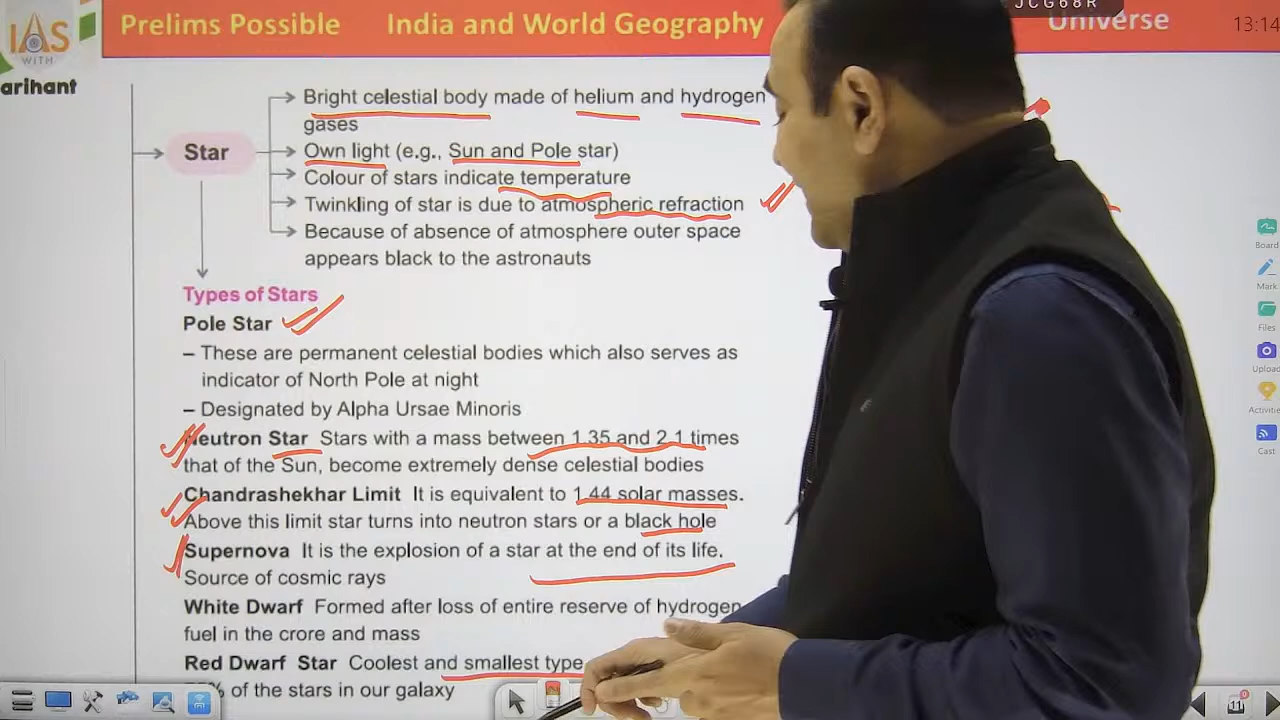 Prelims Possible India and World Geography Universe
JCG68R
13:14
IAS
WITH
arihant
Bright celestial body made of helium and hydrogen
gases
Star
Own light (e.g., Sun and Pole star)
Colour of stars indicate temperature
Twinkling of star is due to atmospheric refraction
Because of absence of atmosphere outer space
appears black to the astronauts
Types of Stars
Pole Star
– These are permanent celestial bodies which also serves as
indicator of North Pole at night
– Designated by Alpha Ursae Minoris
Neutron Star Stars with a mass between 1.35 and 2.1 times
that of the Sun, become extremely dense celestial bodies
Chandrashekhar Limit It is equivalent to 1.44 solar masses.
Above this limit star turns into neutron stars or a black hole
Supernova It is the explosion of a star at the end of its life.
Source of cosmic rays
White Dwarf Formed after loss of entire reserve of hydrogen
fuel in the crore and mass
Red Dwarf Star Coolest and smallest type
of the stars in our galaxy
Board
Mark
Files
Upload
Activitie
Cast
11